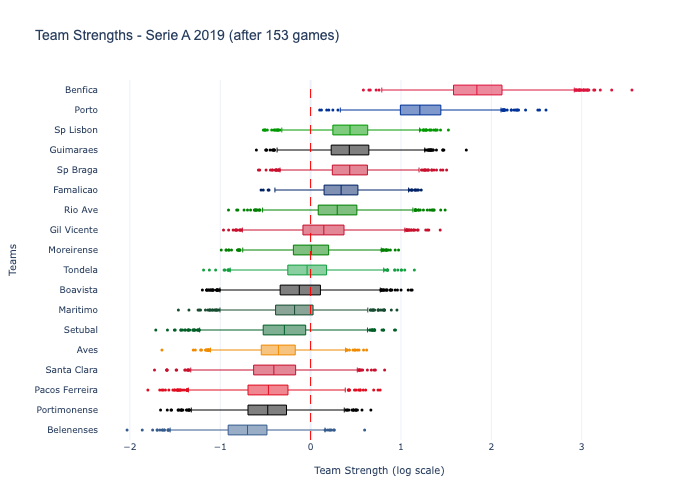 Team Strengths - Serie A 2019 (after 153 games)
Benfica
Porto
Sp Lisbon
Guimaraes
Sp Braga
Famalicao
Rio Ave
Gil Vicente
Moreirense
Tondela
Boavista
Maritimo
Setubal
Aves
Santa Clara
Pacos Ferreira
Portimonense
Belenenses
Teams
−2 −1 0 1 2 3
Team Strength (log scale)